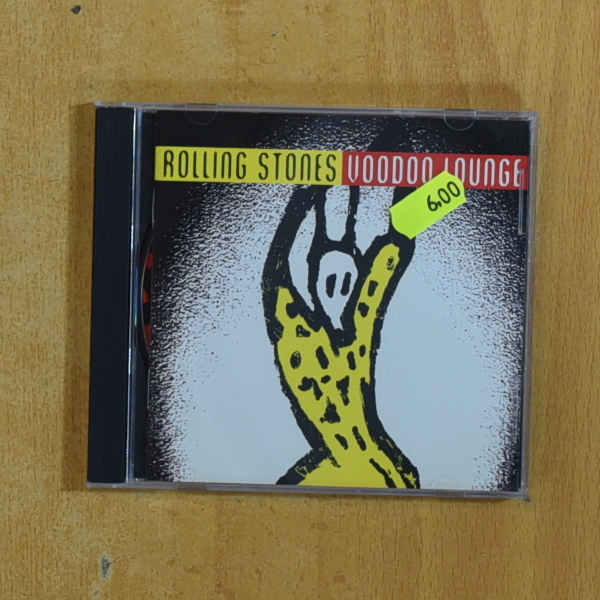 ROLLING STONES VOODOO LOUNGE
6.00